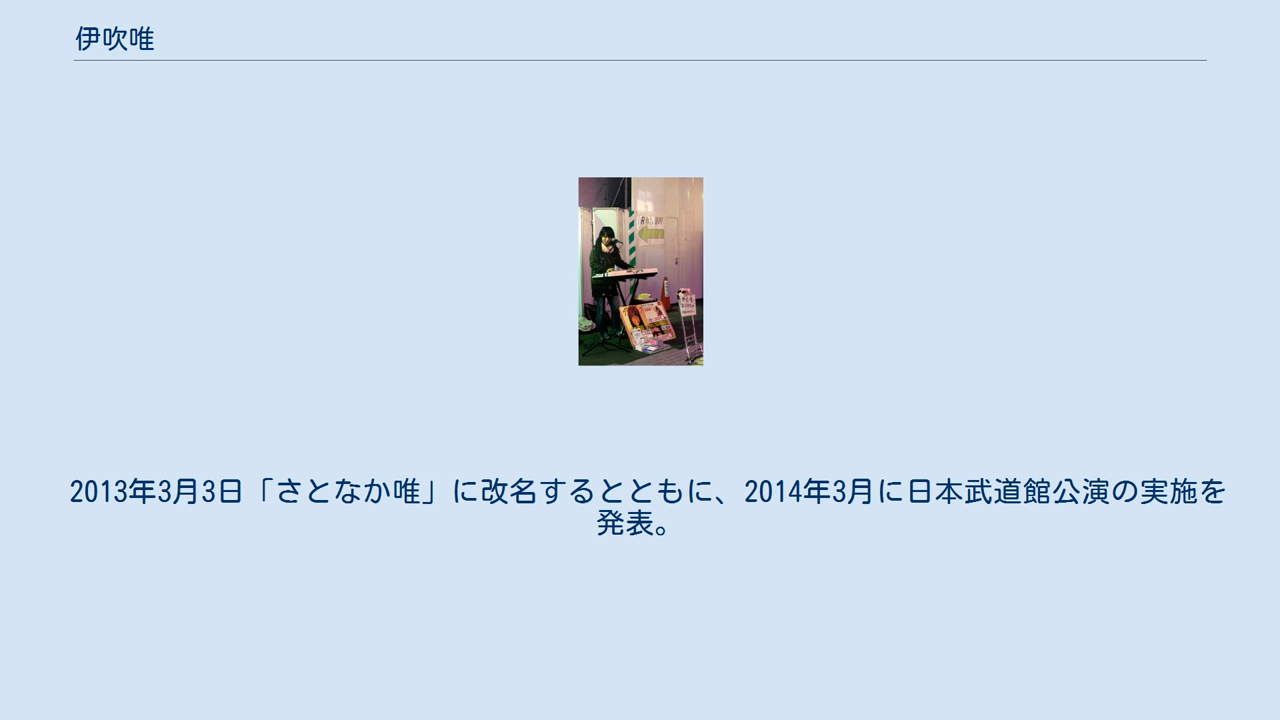 伊吹唯
2013年3月3日「さとなか唯」に改名するとともに、2014年3月に日本武道館公演の実施を
発表。